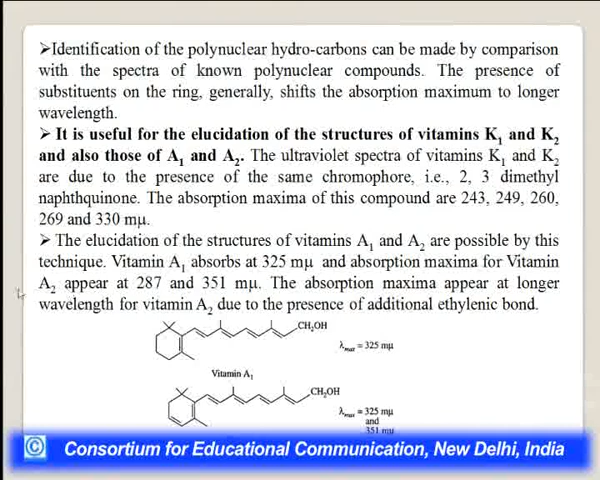 ➢Identification of the polynuclear hydro-carbons can be made by comparison
with the spectra of known polynuclear compounds. The presence of
substituents on the ring, generally, shifts the absorption maximum to longer
wavelength.
➢ It is useful for the elucidation of the structures of vitamins K₁ and K₂
and also those of A₁ and A₂. The ultraviolet spectra of vitamins K₁ and K₂
are due to the presence of the same chromophore, i.e., 2, 3 dimethyl
naphthquinone. The absorption maxima of this compound are 243, 249, 260,
269 and 330 mµ.
➢ The elucidation of the structures of vitamins A₁ and A₂ are possible by this
technique. Vitamin A₁ absorbs at 325 mµ and absorption maxima for Vitamin
A₂ appear at 287 and 351 mµ. The absorption maxima appear at longer
wavelength for vitamin A₂ due to the presence of additional ethylenic bond.
CH₂OH
λmax = 325 mµ
Vitamin A₁
CH₂OH
λmax = 325 mµ
and
351 mµ
© Consortium for Educational Communication, New Delhi, India